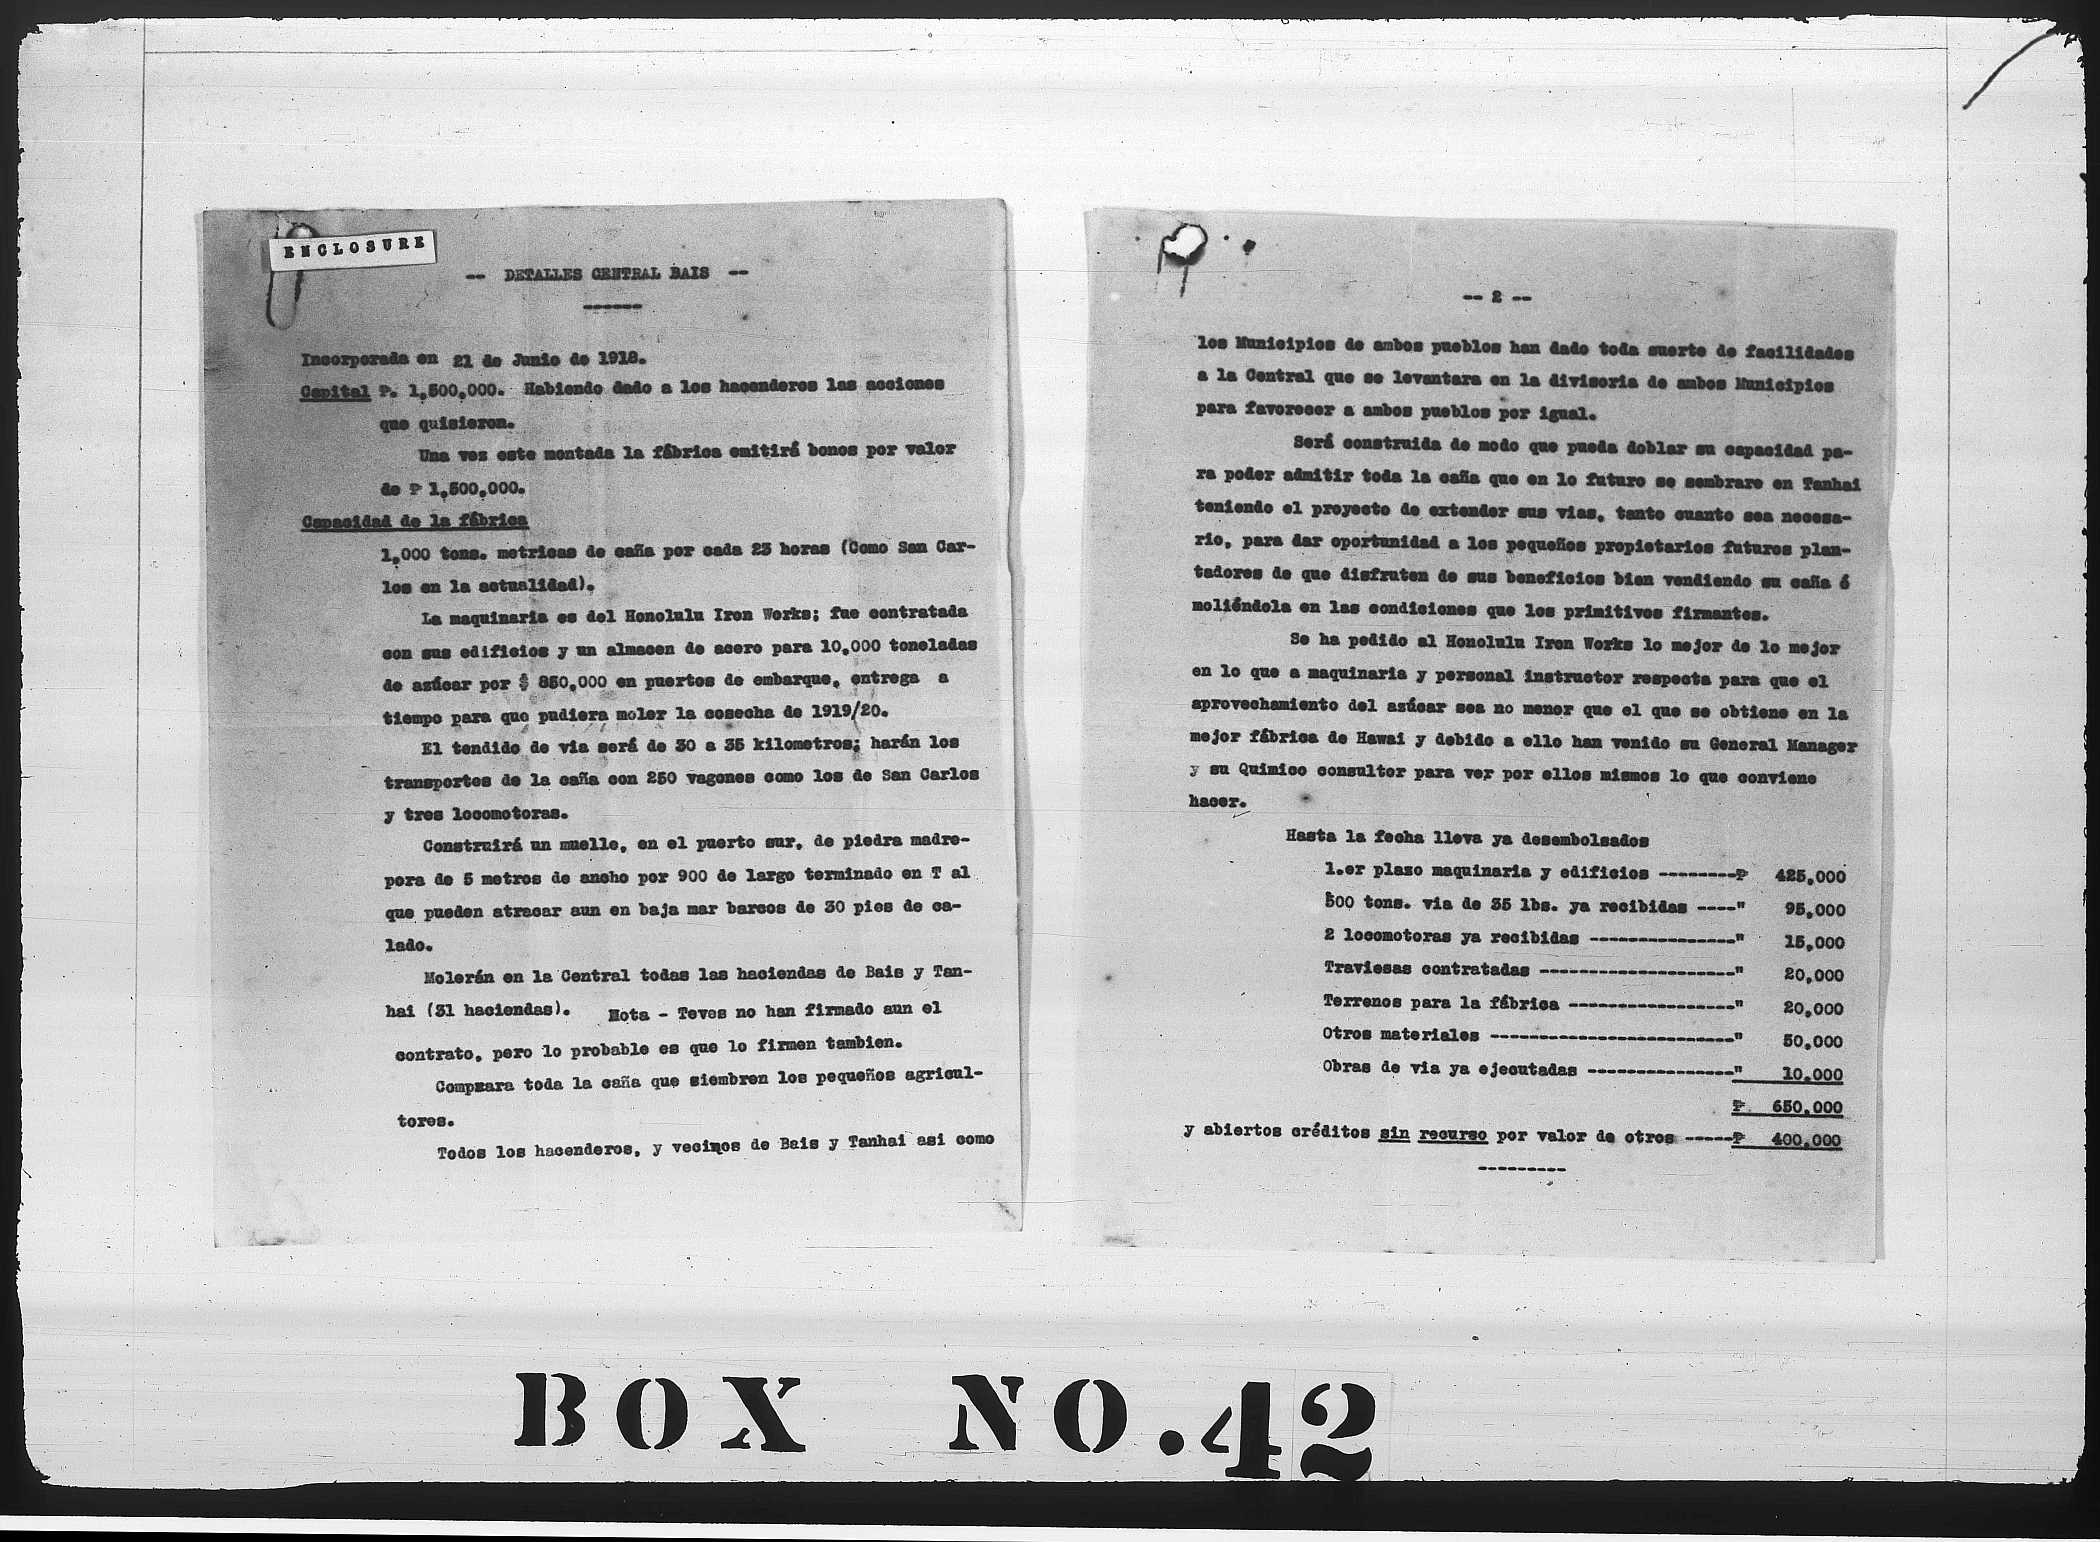 ENCLOSURE
-- DETALLES CENTRAL BAIS --
------
Incorporada en 21 de Junio de 1918.
Capital ₱. 1,500,000. Habiendo dado a los hacenderos las acciones
que quisieron.
Una vez este montada la fábrica emitirá bonos por valor
de ₱ 1,500,000.
Capacidad de la fábrica
1,000 tons. metricas de caña por cada 23 horas (Como San Car-
los en la actualidad).
La maquinaria es del Honolulu Iron Works; fue contratada
con sus edificios y un almacen de acero para 10,000 toneladas
de azúcar por $ 850,000 en puertos de embarque, entrega a
tiempo para que pudiera moler la cosecha de 1919/20.
El tendido de via será de 30 a 35 kilometros; harán los
transportes de la caña con 250 vagones como los de San Carlos
y tres locomotoras.
Construirá un muelle, en el puerto sur, de piedra madre-
pora de 5 metros de ancho por 900 de largo terminado en T al
que pueden atracar aun en baja mar barcos de 30 pies de ca-
lado.
Molerán en la Central todas las haciendas de Bais y Tan-
hai (31 haciendas). Nota - Teves no han firmado aun el
contrato, pero lo probable es que lo firmen tambien.
Comprara toda la caña que siembren los pequeños agricul-
tores.
Todos los hacenderos, y vecinos de Bais y Tanhai asi como
-- 2 --
los Municipios de ambos pueblos han dado toda suerte de facilidades
a la Central que se levantara en la divisoria de ambos Municipios
para favorecer a ambos pueblos por igual.
Será construida de modo que pueda doblar su capacidad pa-
ra poder admitir toda la caña que en lo futuro se sembrare en Tanhai
teniendo el proyecto de extender sus vias, tanto cuanto sea necesa-
rio, para dar oportunidad a los pequeños propietarios futuros plan-
tadores de que disfruten de sus beneficios bien vendiendo su caña ó
moliéndola en las condiciones que los primitivos firmantes.
Se ha pedido al Honolulu Iron Works lo mejor de lo mejor
en lo que a maquinaria y personal instructor respecta para que el
aprovechamiento del azúcar sea no menor que el que se obtiene en la
mejor fábrica de Hawai y debido a ello han venido su General Manager
y su Quimico consultor para ver por ellos mismos lo que conviene
hacer.
Hasta la fecha lleva ya desembolsados
1.er plazo maquinaria y edificios --------₱ 425,000
500 tons. via de 35 lbs. ya recibidas ----" 95,000
2 locomotoras ya recibidas ---------------" 15,000
Traviesas contratadas --------------------" 20,000
Terrenos para la fábrica -----------------" 20,000
Otros materiales -------------------------" 50,000
Obras de via ya ejecutadas ---------------" 10,000
₱ 650,000
y abiertos créditos sin recurso por valor de otros -----₱ 400,000
---------
BOX NO.42